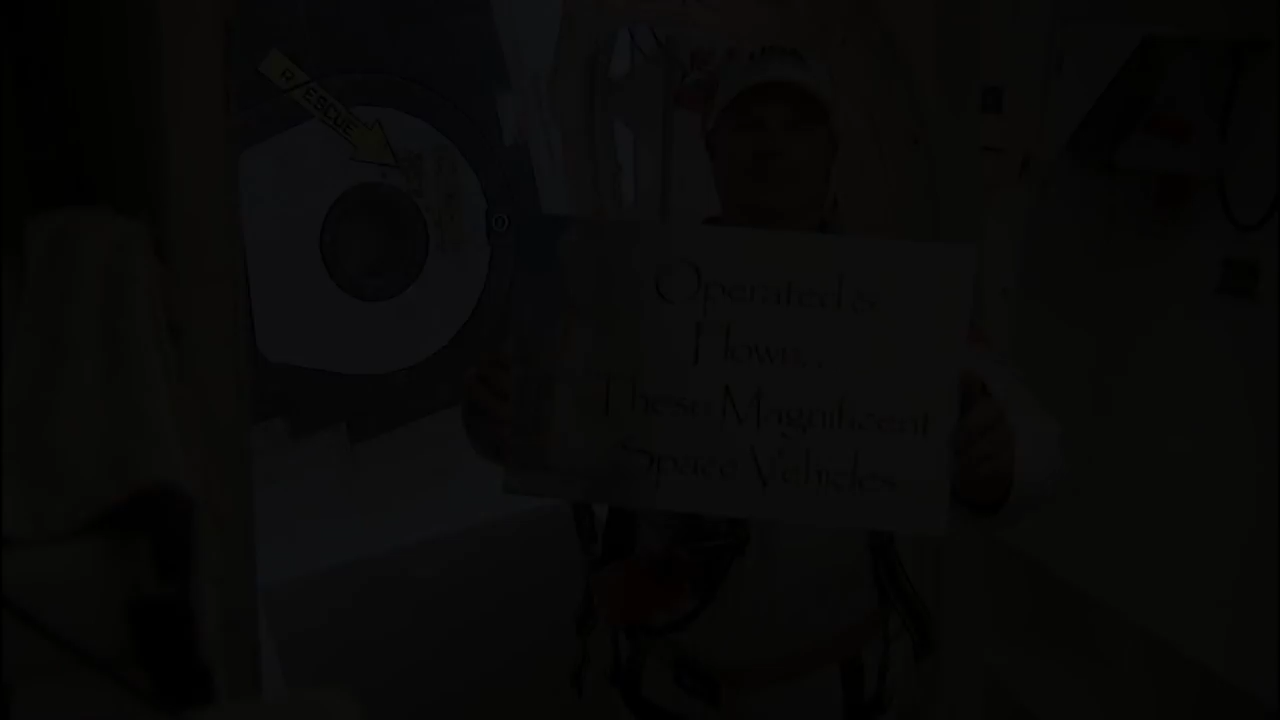 RESCUE
Operated &
Flown...
These Magnificent
Space Vehicles